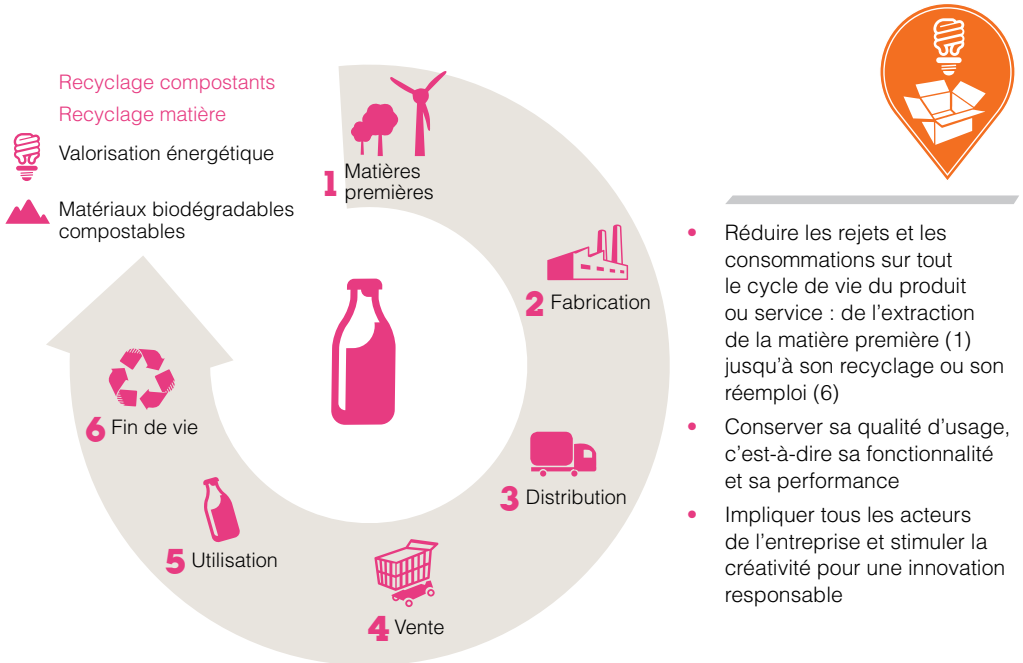 Recyclage compostants
Recyclage matière
Valorisation énergétique
Matériaux biodégradables
compostables
1 Matières
premières
2 Fabrication
3 Distribution
4 Vente
5 Utilisation
6 Fin de vie
• Réduire les rejets et les
consommations sur tout
le cycle de vie du produit
ou service : de l’extraction
de la matière première (1)
jusqu’à son recyclage ou son
réemploi (6)
• Conserver sa qualité d’usage,
c’est-à-dire sa fonctionnalité
et sa performance
• Impliquer tous les acteurs
de l’entreprise et stimuler la
créativité pour une innovation
responsable